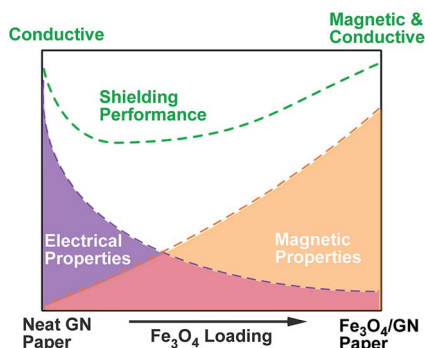 Conductive
Magnetic &
Conductive
Shielding
Performance
Electrical
Properties
Magnetic
Properties
Neat GN
Paper
Fe₃O₄ Loading
Fe₃O₄/GN
Paper